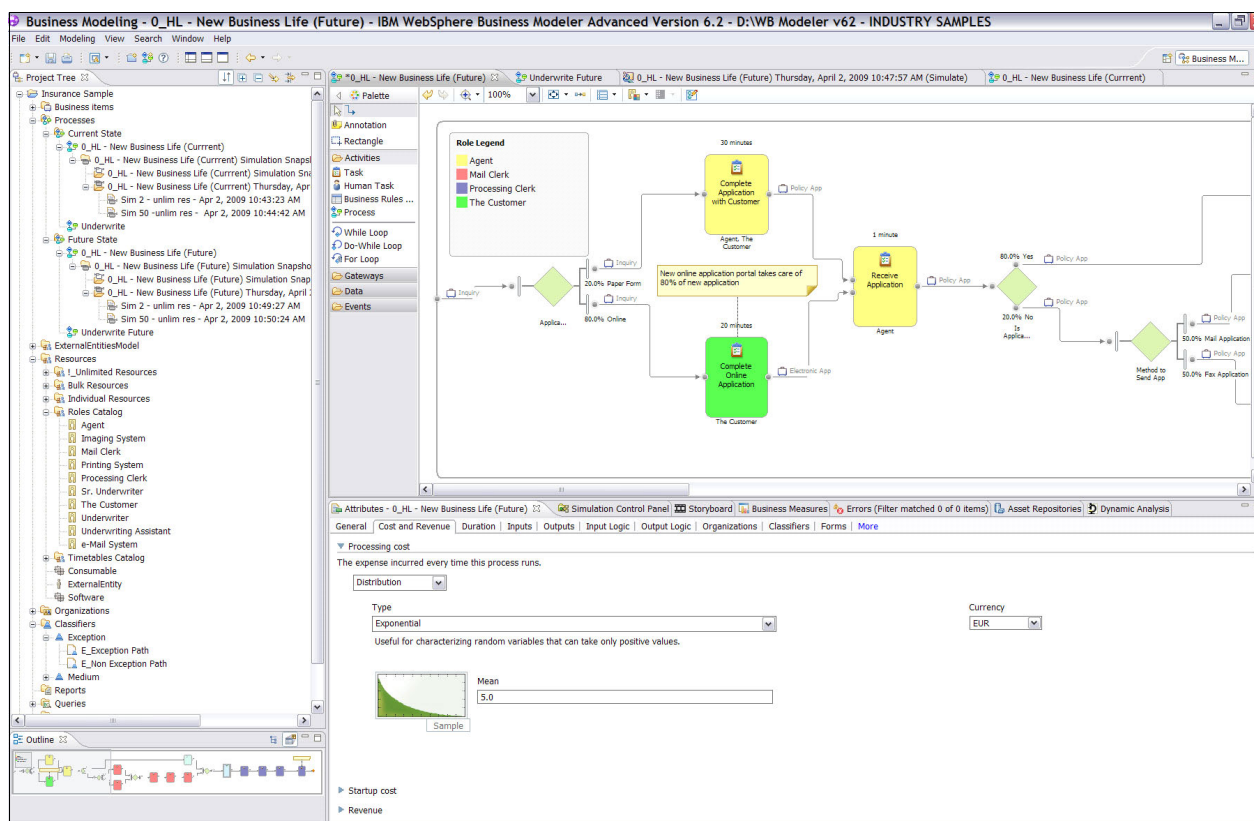 Business Modeling - 0_HL - New Business Life (Future) - IBM WebSphere Business Modeler Advanced Version 6.2 - D:\WB Modeler v62 - INDUSTRY SAMPLES
File Edit Modeling View Search Window Help
Business M...
Project Tree
Insurance Sample
Business items
Processes
Current State
0_HL - New Business Life (Currrent)
0_HL - New Business Life (Currrent) Simulation Snapsl
0_HL - New Business Life (Currrent) Simulation Sna
0_HL - New Business Life (Currrent) Thursday, Apr
Sim 2 - unlim res - Apr 2, 2009 10:43:23 AM
Sim 50 -unlim res - Apr 2, 2009 10:44:42 AM
Underwrite
Future State
0_HL - New Business Life (Future)
0_HL - New Business Life (Future) Simulation Snapsho
0_HL - New Business Life (Future) Simulation Snap
0_HL - New Business Life (Future) Thursday, April 2
Sim 2 - unlim res - Apr 2, 2009 10:49:27 AM
Sim 50 - unlim res - Apr 2, 2009 10:50:24 AM
Underwrite Future
ExternalEntitiesModel
Resources
!_Unlimited Resources
Bulk Resources
Individual Resources
Roles Catalog
Agent
Imaging System
Mail Clerk
Printing System
Processing Clerk
Sr. Underwriter
The Customer
Underwriter
Underwriting Assistant
e-Mail System
Timetables Catalog
Consumable
ExternalEntity
Software
Organizations
Classifiers
Exception
E_Exception Path
E_Non Exception Path
Medium
Reports
Queries
Outline
*0_HL - New Business Life (Future)
Underwrite Future
0_HL - New Business Life (Future) Thursday, April 2, 2009 10:47:57 AM (Simulate)
0_HL - New Business Life (Currrent)
Palette
100%
Annotation
Rectangle
Activities
Task
Human Task
Business Rules ...
Process
While Loop
Do-While Loop
For Loop
Gateways
Data
Events
Role Legend
Agent
Mail Clerk
Processing Clerk
The Customer
Inquiry
Applica...
Inquiry
20.0% Paper Form
Inquiry
80.0% Online
30 minutes
Complete
Application
with Customer
Agent, The
Customer
Policy App
New online application portal takes care of
80% of new application
20 minutes
Complete
Online
Application
The Customer
Electronic App
1 minute
Receive
Application
Agent
Policy App
80.0% Yes
Policy App
Policy App
20.0% No
Is
Applica...
Method to
Send App
Policy App
50.0% Mail Application
Policy App
50.0% Fax Application
Attributes - 0_HL - New Business Life (Future)
Simulation Control Panel
Storyboard
Business Measures
Errors (Filter matched 0 of 0 items)
Asset Repositories
Dynamic Analysis
General Cost and Revenue Duration Inputs Outputs Input Logic Output Logic Organizations Classifiers Forms More
Processing cost
The expense incurred every time this process runs.
Distribution
Type
Currency
Exponential
EUR
Useful for characterizing random variables that can take only positive values.
Mean
5.0
Sample
Startup cost
Revenue